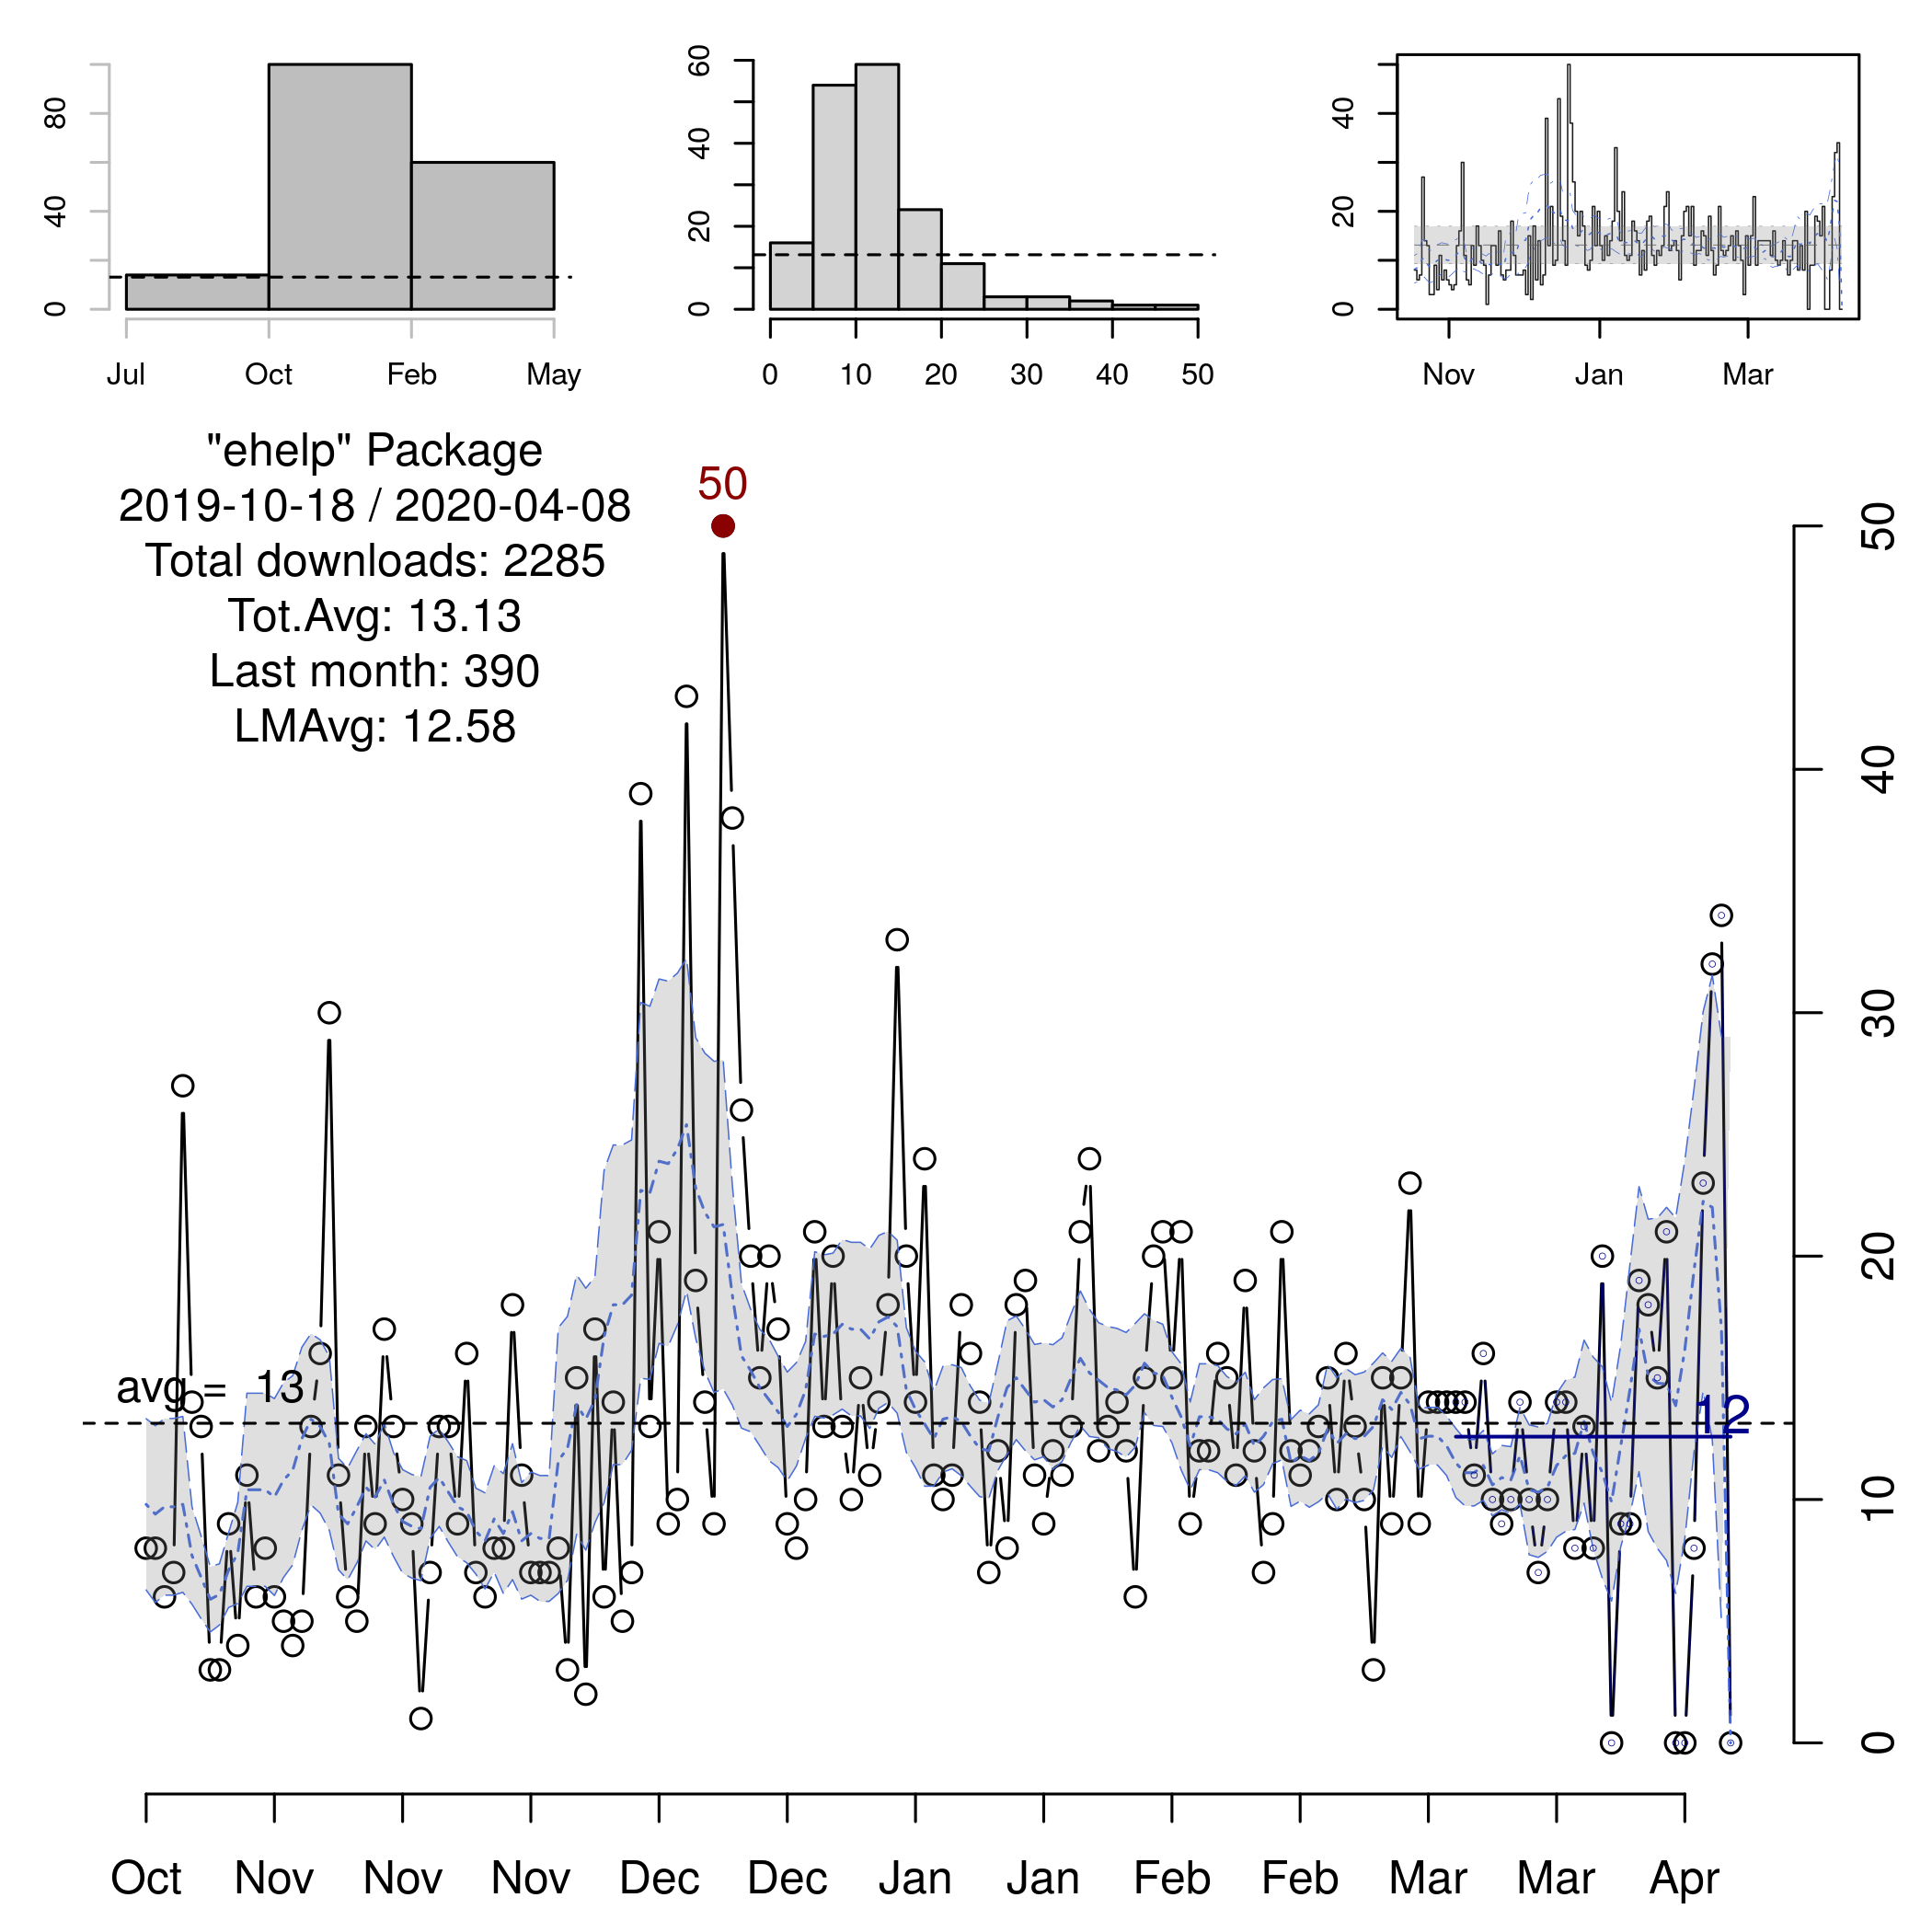 0 40 80
Jul Oct Feb May
0 20 40 60
0 10 20 30 40 50
0 20 40
Nov Jan Mar
"ehelp" Package
2019-10-18 / 2020-04-08
Total downloads: 2285
Tot.Avg: 13.13
Last month: 390
LMAvg: 12.58
50
avg = 13
12
0 10 20 30 40 50
Oct Nov Nov Nov Dec Dec Jan Jan Feb Feb Mar Mar Apr